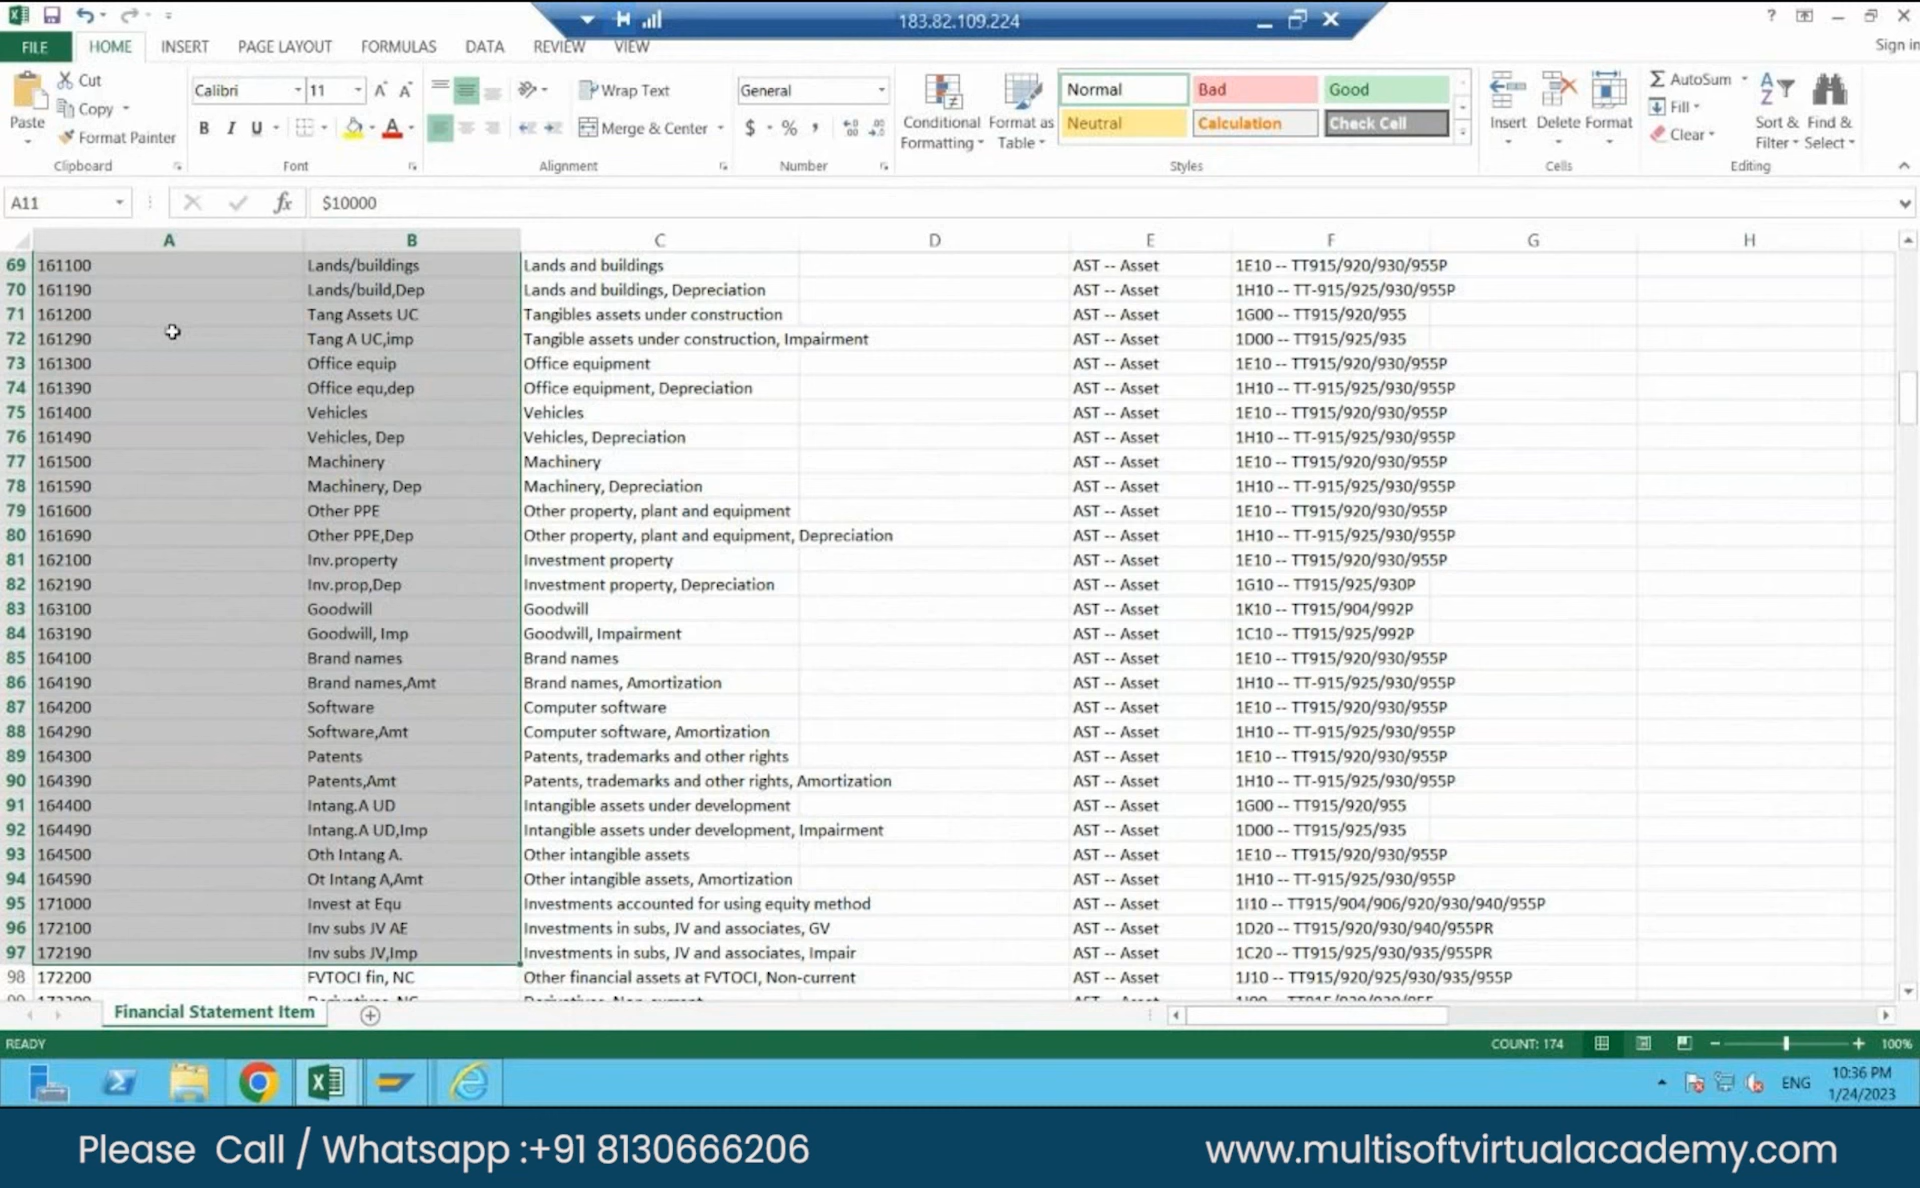 183.82.109.224
FILE HOME INSERT PAGE LAYOUT FORMULAS DATA REVIEW VIEW Sign in
Paste Cut Copy Format Painter Clipboard
Calibri 11 B I U Font
Wrap Text Merge & Center Alignment
General $ % Number
Conditional Formatting Format as Table Normal Bad Good Neutral Calculation Check Cell Styles
Insert Delete Format Cells
AutoSum Fill Clear Sort & Filter Find & Select Editing
A11 fx $10000
A B C D E F G H
69 161100 Lands/buildings Lands and buildings AST -- Asset 1E10 -- TT915/920/930/955P
70 161190 Lands/build,Dep Lands and buildings, Depreciation AST -- Asset 1H10 -- TT-915/925/930/955P
71 161200 Tang Assets UC Tangibles assets under construction AST -- Asset 1G00 -- TT915/920/955
72 161290 Tang A UC,imp Tangible assets under construction, Impairment AST -- Asset 1D00 -- TT915/925/935
73 161300 Office equip Office equipment AST -- Asset 1E10 -- TT915/920/930/955P
74 161390 Office equ,dep Office equipment, Depreciation AST -- Asset 1H10 -- TT-915/925/930/955P
75 161400 Vehicles Vehicles AST -- Asset 1E10 -- TT915/920/930/955P
76 161490 Vehicles, Dep Vehicles, Depreciation AST -- Asset 1H10 -- TT-915/925/930/955P
77 161500 Machinery Machinery AST -- Asset 1E10 -- TT915/920/930/955P
78 161590 Machinery, Dep Machinery, Depreciation AST -- Asset 1H10 -- TT-915/925/930/955P
79 161600 Other PPE Other property, plant and equipment AST -- Asset 1E10 -- TT915/920/930/955P
80 161690 Other PPE,Dep Other property, plant and equipment, Depreciation AST -- Asset 1H10 -- TT-915/925/930/955P
81 162100 Inv.property Investment property AST -- Asset 1E10 -- TT915/920/930/955P
82 162190 Inv.prop,Dep Investment property, Depreciation AST -- Asset 1G10 -- TT915/925/930P
83 163100 Goodwill Goodwill AST -- Asset 1K10 -- TT915/904/992P
84 163190 Goodwill, Imp Goodwill, Impairment AST -- Asset 1C10 -- TT915/925/992P
85 164100 Brand names Brand names AST -- Asset 1E10 -- TT915/920/930/955P
86 164190 Brand names,Amt Brand names, Amortization AST -- Asset 1H10 -- TT-915/925/930/955P
87 164200 Software Computer software AST -- Asset 1E10 -- TT915/920/930/955P
88 164290 Software,Amt Computer software, Amortization AST -- Asset 1H10 -- TT-915/925/930/955P
89 164300 Patents Patents, trademarks and other rights AST -- Asset 1E10 -- TT915/920/930/955P
90 164390 Patents,Amt Patents, trademarks and other rights, Amortization AST -- Asset 1H10 -- TT-915/925/930/955P
91 164400 Intang.A UD Intangible assets under development AST -- Asset 1G00 -- TT915/920/955
92 164490 Intang.A UD,Imp Intangible assets under development, Impairment AST -- Asset 1D00 -- TT915/925/935
93 164500 Oth Intang A. Other intangible assets AST -- Asset 1E10 -- TT915/920/930/955P
94 164590 Ot Intang A,Amt Other intangible assets, Amortization AST -- Asset 1H10 -- TT-915/925/930/955P
95 171000 Invest at Equ Investments accounted for using equity method AST -- Asset 1I10 -- TT915/904/906/920/930/940/955P
96 172100 Inv subs JV AE Investments in subs, JV and associates, GV AST -- Asset 1D20 -- TT915/920/930/940/955PR
97 172190 Inv subs JV,Imp Investments in subs, JV and associates, Impair AST -- Asset 1C20 -- TT915/925/930/935/955PR
98 172200 FVTOCI fin, NC Other financial assets at FVTOCI, Non-current AST -- Asset 1J10 -- TT915/920/925/930/935/955P
Financial Statement Item
READY COUNT: 174 100%
ENG 10:36 PM
1/24/2023
Please Call / Whatsapp :+91 8130666206 www.multisoftvirtualacademy.com